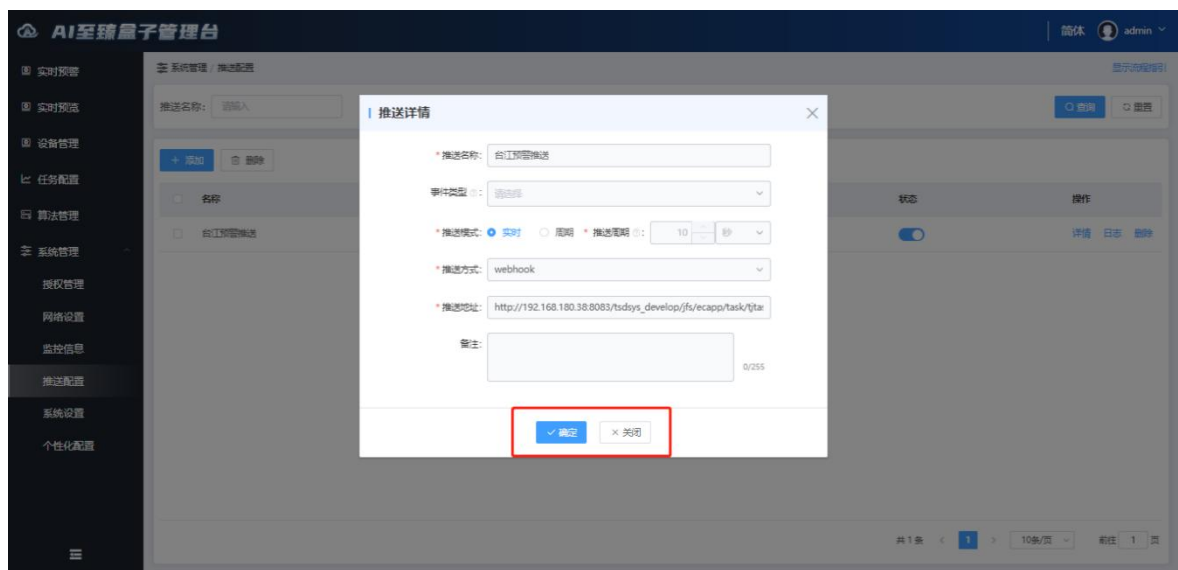 AI至臻盒子管理台
简体 admin
实时预警
系统管理 / 推送配置
显示流程指引
实时预览
推送名称: 请输入
查询 重置
推送详情
设备管理
+ 添加 删除
*推送名称: 台江预警推送
任务配置
事件类型: 请选择
名称 状态 操作
算法管理
*推送模式: 实时 周期 *推送周期: 10 秒
台江预警推送 详情 日志 删除
系统管理
*推送方式: webhook
授权管理
*推送地址: http://192.168.180.38:8083/tsdsys_develop/jfs/ecapp/task/tjtas
网络设置
备注:
监控信息
0/255
推送配置
系统设置
确定 × 关闭
个性化配置
共1条 < 1 > 10条/页 前往 1 页